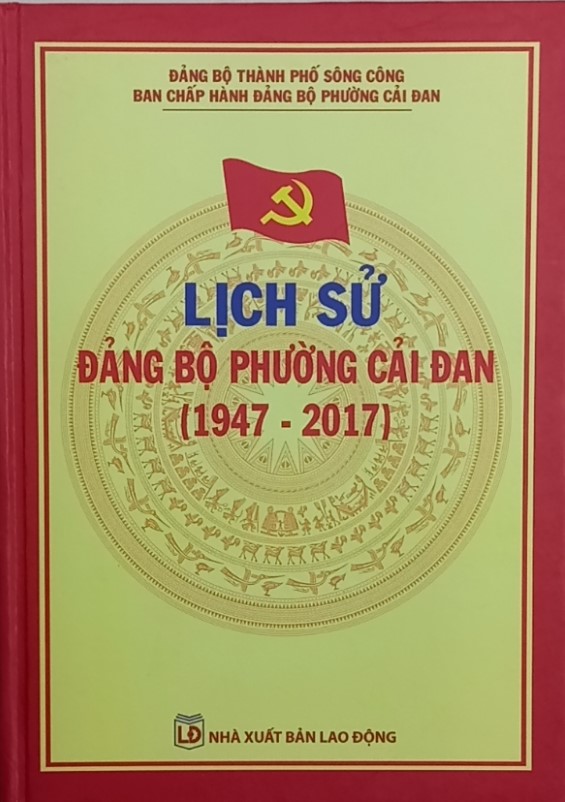 ĐẢNG BỘ THÀNH PHỐ SÔNG CÔNG
BAN CHẤP HÀNH ĐẢNG BỘ PHƯỜNG CẢI ĐAN
LỊCH SỬ
ĐẢNG BỘ PHƯỜNG CẢI ĐAN
(1947 - 2017)
LĐ NHÀ XUẤT BẢN LAO ĐỘNG